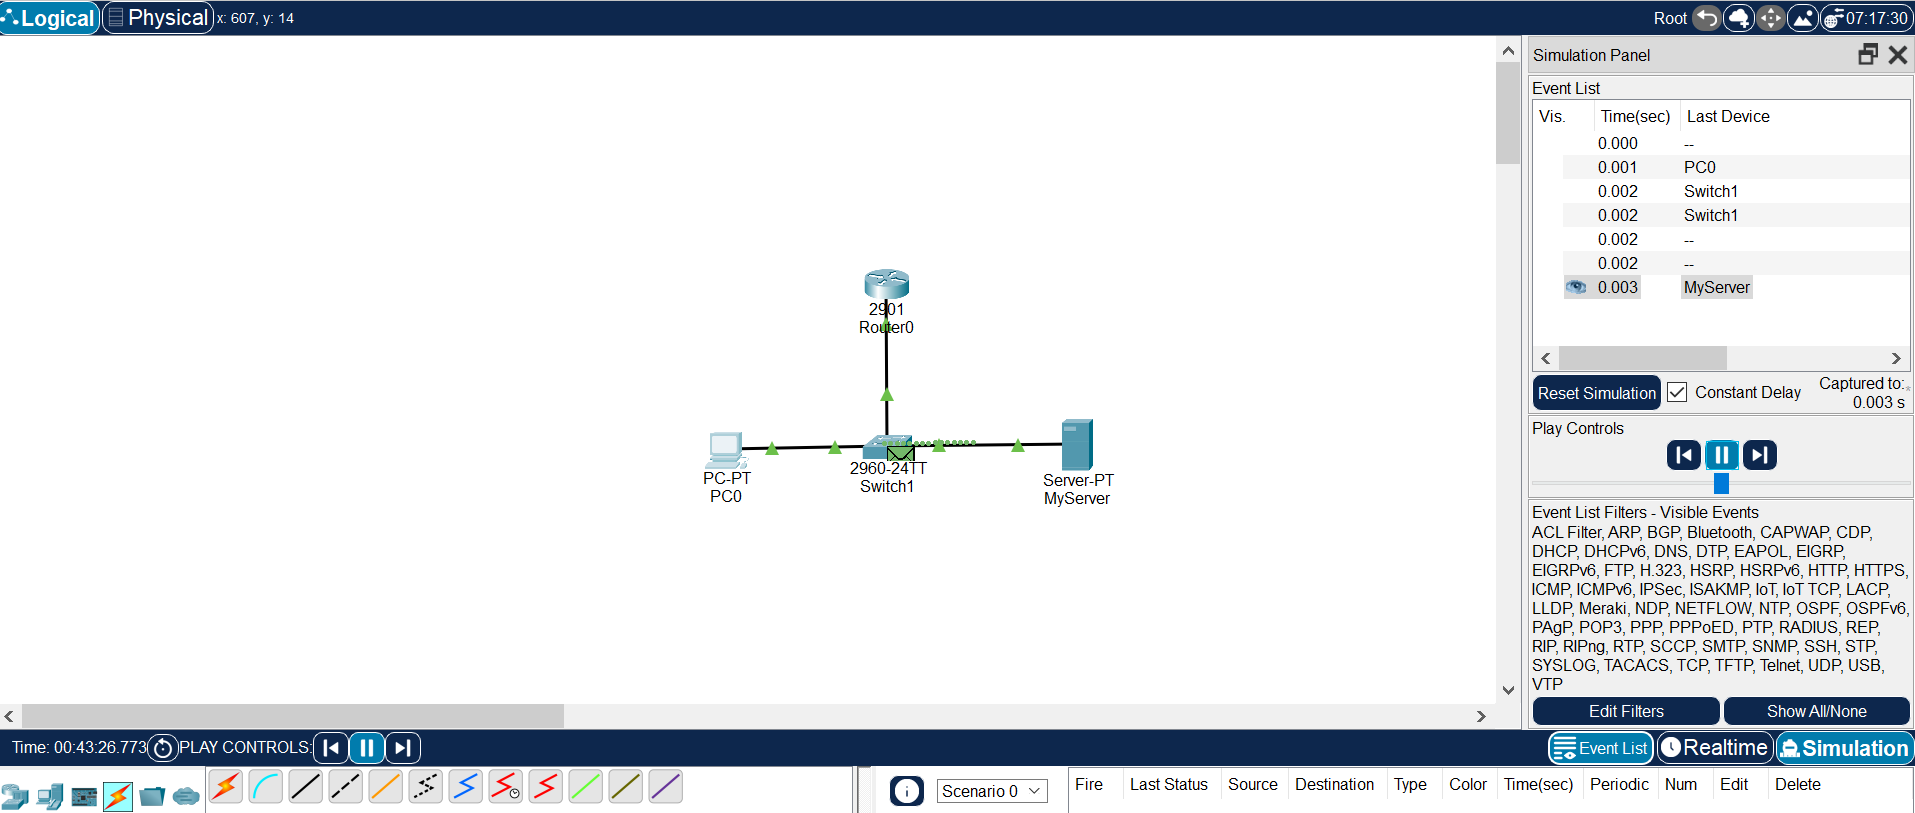 Logical Physical x: 607, y: 14 Root 07:17:30
Simulation Panel
Event List
Vis. Time(sec) Last Device
0.000 --
0.001 PC0
0.002 Switch1
0.002 Switch1
0.002 --
0.002 --
0.003 MyServer
Reset Simulation Constant Delay Captured to:*
0.003 s
Play Controls
Event List Filters - Visible Events
ACL Filter, ARP, BGP, Bluetooth, CAPWAP, CDP,
DHCP, DHCPv6, DNS, DTP, EAPOL, EIGRP,
EIGRPv6, FTP, H.323, HSRP, HSRPv6, HTTP, HTTPS,
ICMP, ICMPv6, IPSec, ISAKMP, IoT, IoT TCP, LACP,
LLDP, Meraki, NDP, NETFLOW, NTP, OSPF, OSPFv6,
PAgP, POP3, PPP, PPPoED, PTP, RADIUS, REP,
RIP, RIPng, RTP, SCCP, SMTP, SNMP, SSH, STP,
SYSLOG, TACACS, TCP, TFTP, Telnet, UDP, USB,
VTP
Edit Filters Show All/None
2901
Router0
PC-PT
PC0
2960-24TT
Switch1
Server-PT
MyServer
Time: 00:43:26.773 PLAY CONTROLS: Event List Realtime Simulation
Scenario 0
Fire Last Status Source Destination Type Color Time(sec) Periodic Num Edit Delete